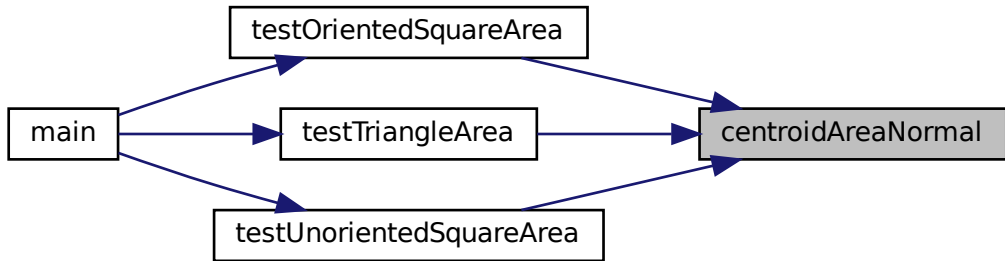 testOrientedSquareArea
main
testTriangleArea
centroidAreaNormal
testUnorientedSquareArea